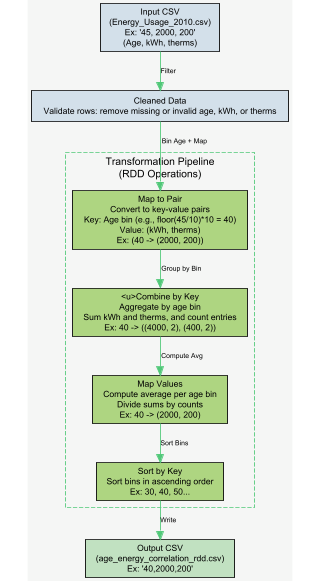 Input CSV
(Energy_Usage_2010.csv)
Ex: '45, 2000, 200'
(Age, kWh, therms)
Filter
Cleaned Data
Validate rows: remove missing or invalid age, kWh, or therms
Bin Age + Map
Transformation Pipeline
(RDD Operations)
Map to Pair
Convert to key-value pairs
Key: Age bin (e.g., floor(45/10)*10 = 40)
Value: (kWh, therms)
Ex: (40 -> (2000, 200))
Group by Bin
<u>Combine by Key
Aggregate by age bin
Sum kWh and therms, and count entries
Ex: 40 -> ((4000, 2), (400, 2))
Compute Avg
Map Values
Compute average per age bin
Divide sums by counts
Ex: 40 -> (2000, 200)
Sort Bins
Sort by Key
Sort bins in ascending order
Ex: 30, 40, 50...
Write
Output CSV
(age_energy_correlation_rdd.csv)
Ex: '40,2000,200'